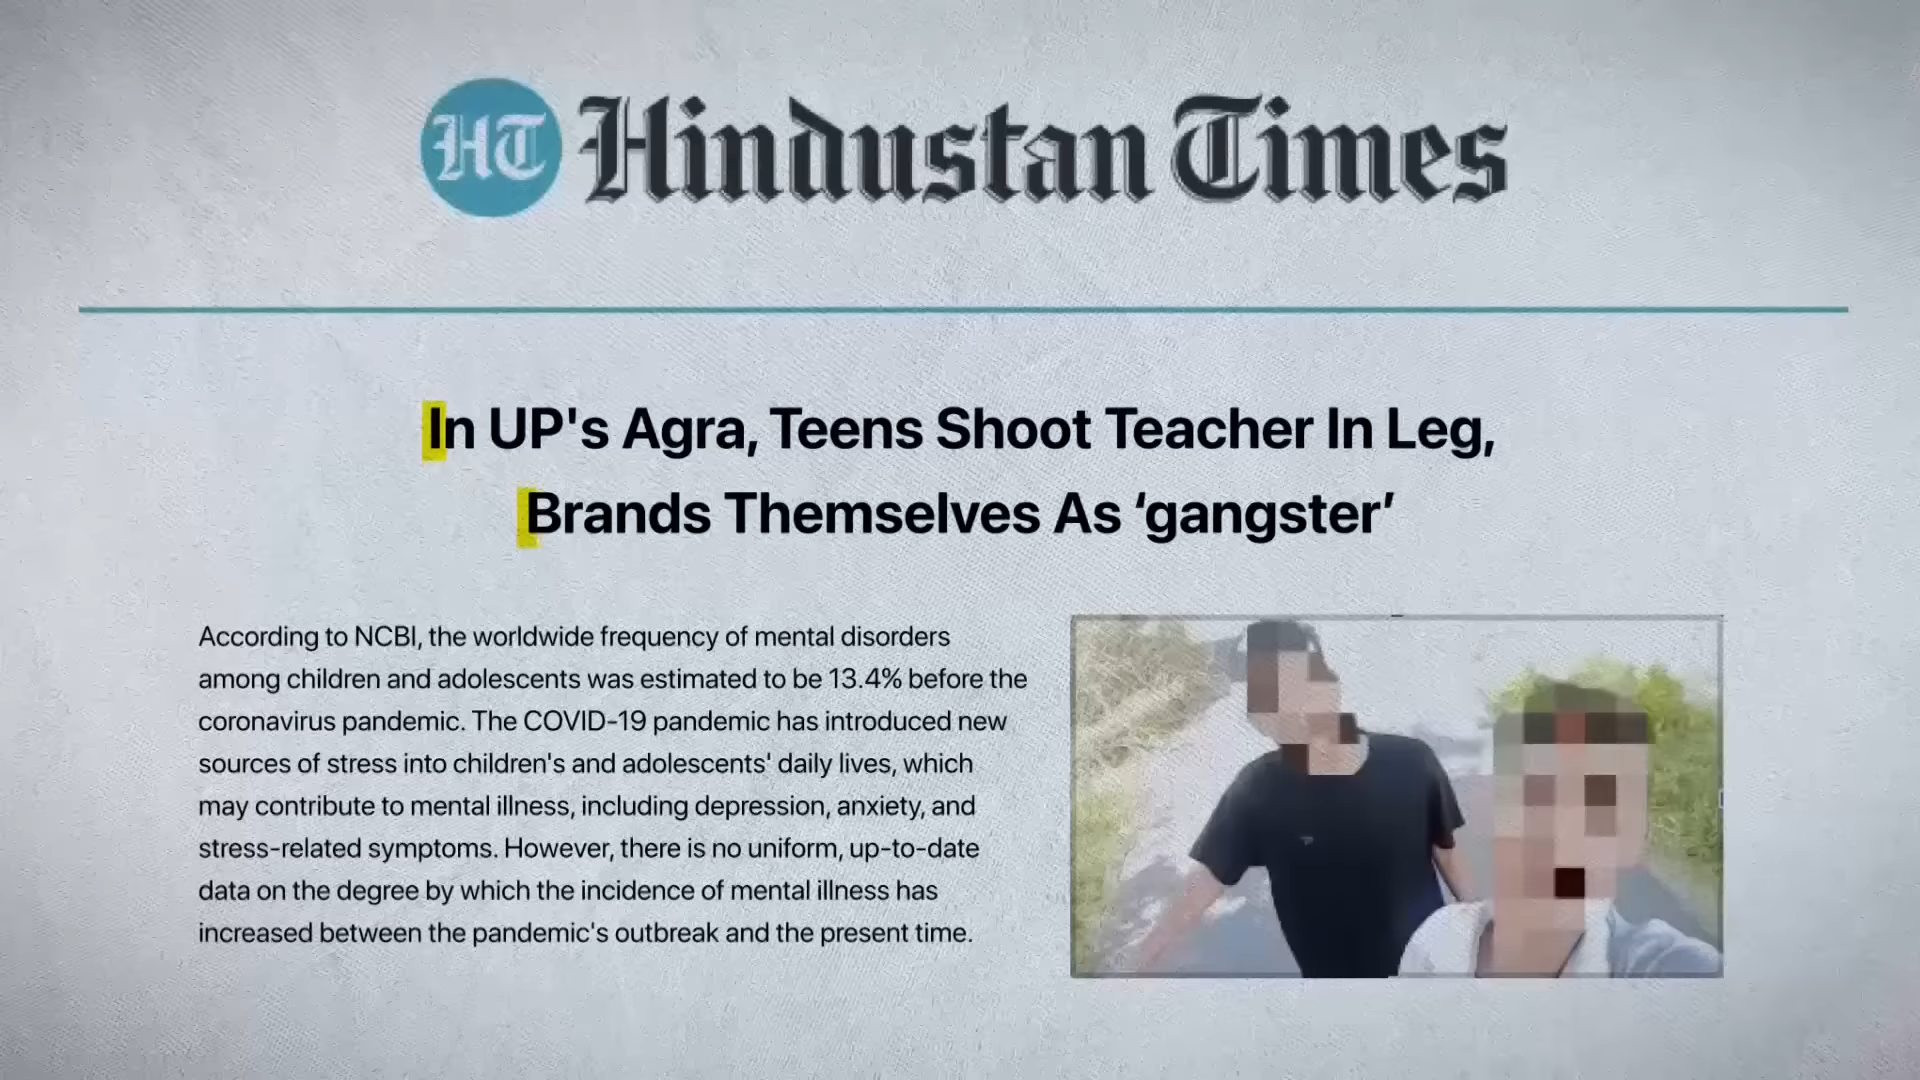 HT Hindustan Times
In UP's Agra, Teens Shoot Teacher In Leg,
Brands Themselves As ‘gangster’
According to NCBI, the worldwide frequency of mental disorders
among children and adolescents was estimated to be 13.4% before the
coronavirus pandemic. The COVID-19 pandemic has introduced new
sources of stress into children's and adolescents' daily lives, which
may contribute to mental illness, including depression, anxiety, and
stress-related symptoms. However, there is no uniform, up-to-date
data on the degree by which the incidence of mental illness has
increased between the pandemic's outbreak and the present time.